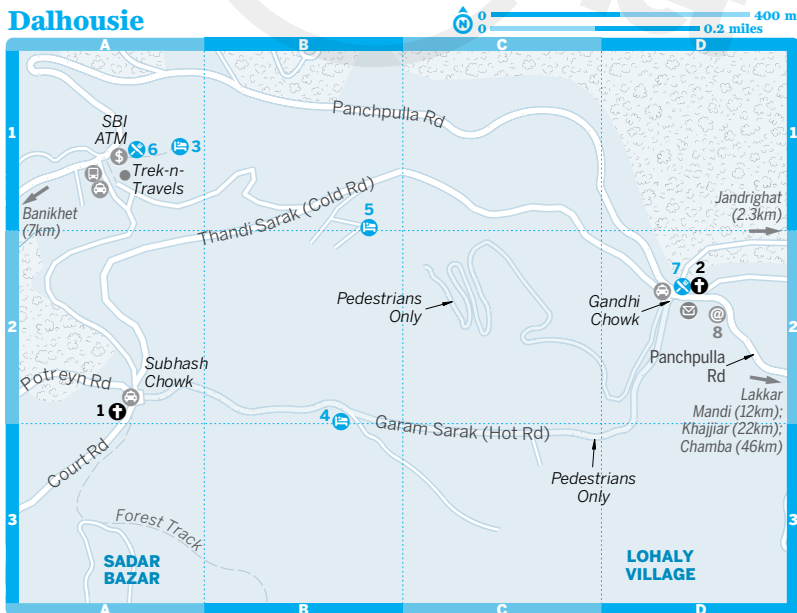 Dalhousie
N
0 400 m
0 0.2 miles
A B C D
1 1
Panchpulla Rd
SBI
ATM
$
6
3
Trek-n-
Travels
Banikhet
(7km)
Thandi Sarak (Cold Rd)
5
Jandrighat
(2.3km)
7 2
Pedestrians
Only
Gandhi
Chowk
@
8
2 2
Panchpulla
Rd
Subhash
Chowk
Potreyn Rd
1
4
Garam Sarak (Hot Rd)
Lakkar
Mandi (12km);
Khajjiar (22km);
Chamba (46km)
Court Rd
Pedestrians
Only
3 3
Forest Track
SADAR
BAZAR
LOHALY
VILLAGE
A B C D